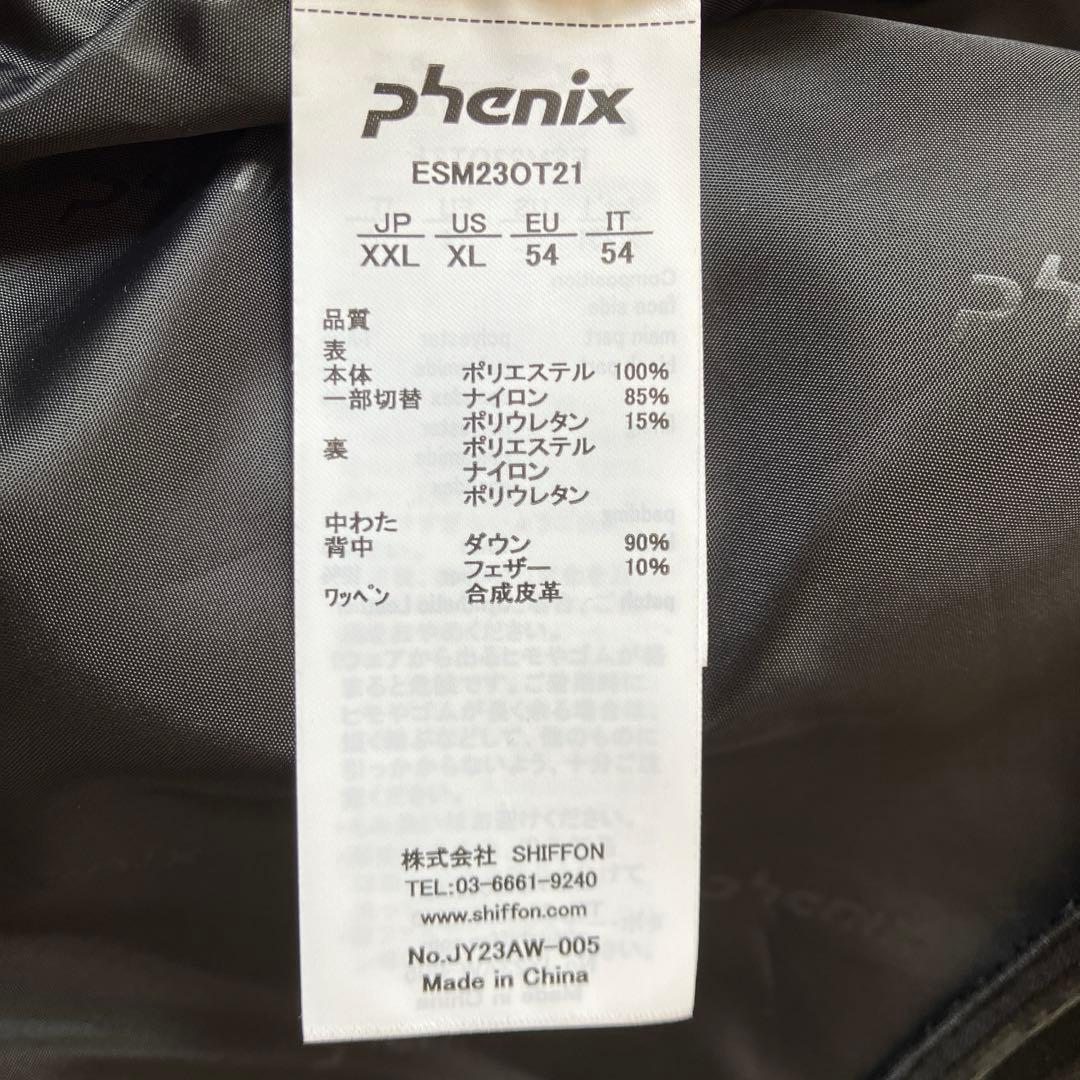 phenix
ESM23OT21
JP US EU IT
XXL XL 54 54
品質
表
本体 ポリエステル 100%
一部切替 ナイロン 85%
ポリウレタン 15%
裏 ポリエステル
ナイロン
ポリウレタン
中わた
背中 ダウン 90%
フェザー 10%
ワッペン 合成皮革
株式会社 SHIFFON
TEL:03-6661-9240
www.shiffon.com
No.JY23AW-005
Made in China
ph
phenix